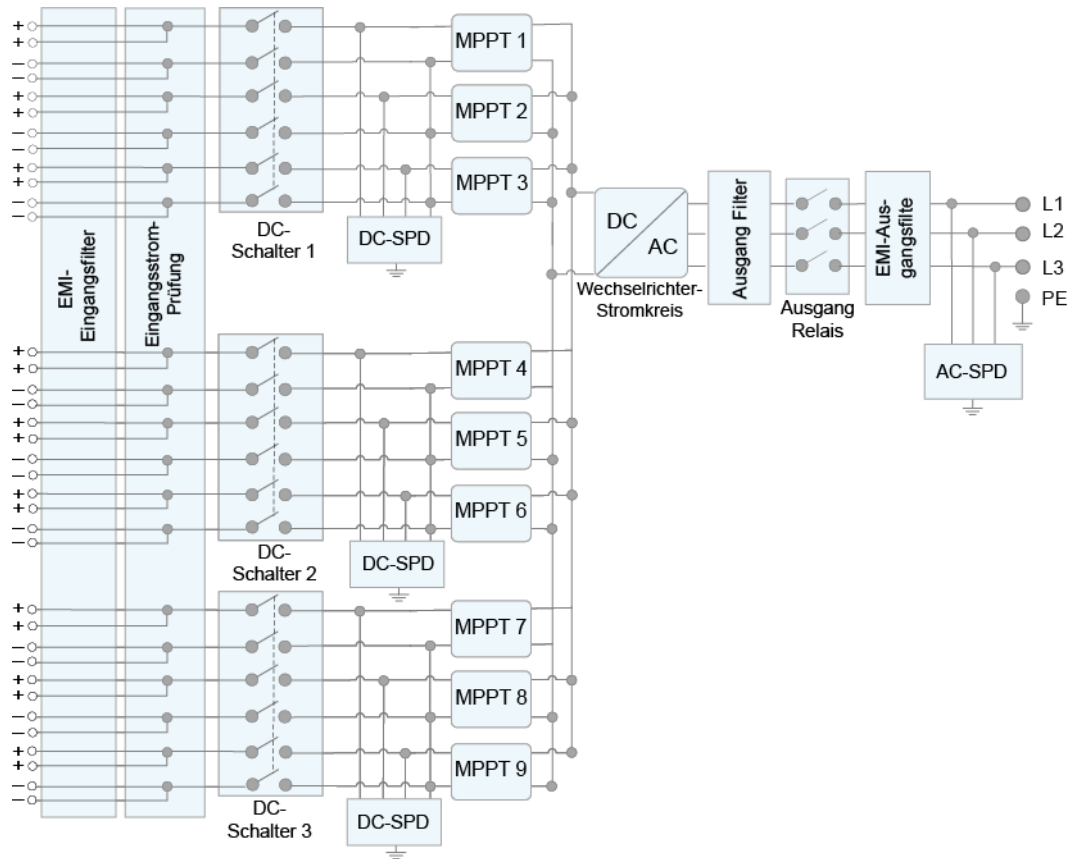 +
+
−
−
+
+
−
−
+
+
−
−
EMI-
Eingangsfilter
Eingangsstrom-
Prüfung
DC-
Schalter 1
MPPT 1
MPPT 2
MPPT 3
DC-SPD
+
+
−
−
+
+
−
−
+
+
−
−
DC-
Schalter 2
MPPT 4
MPPT 5
MPPT 6
DC-SPD
+
+
−
−
+
+
−
−
+
+
−
−
DC-
Schalter 3
MPPT 7
MPPT 8
MPPT 9
DC-SPD
DC
AC
Wechselrichter-
Stromkreis
Ausgang Filter
Ausgang
Relais
EMI-Aus-
gangsfilte
L1
L2
L3
PE
AC-SPD